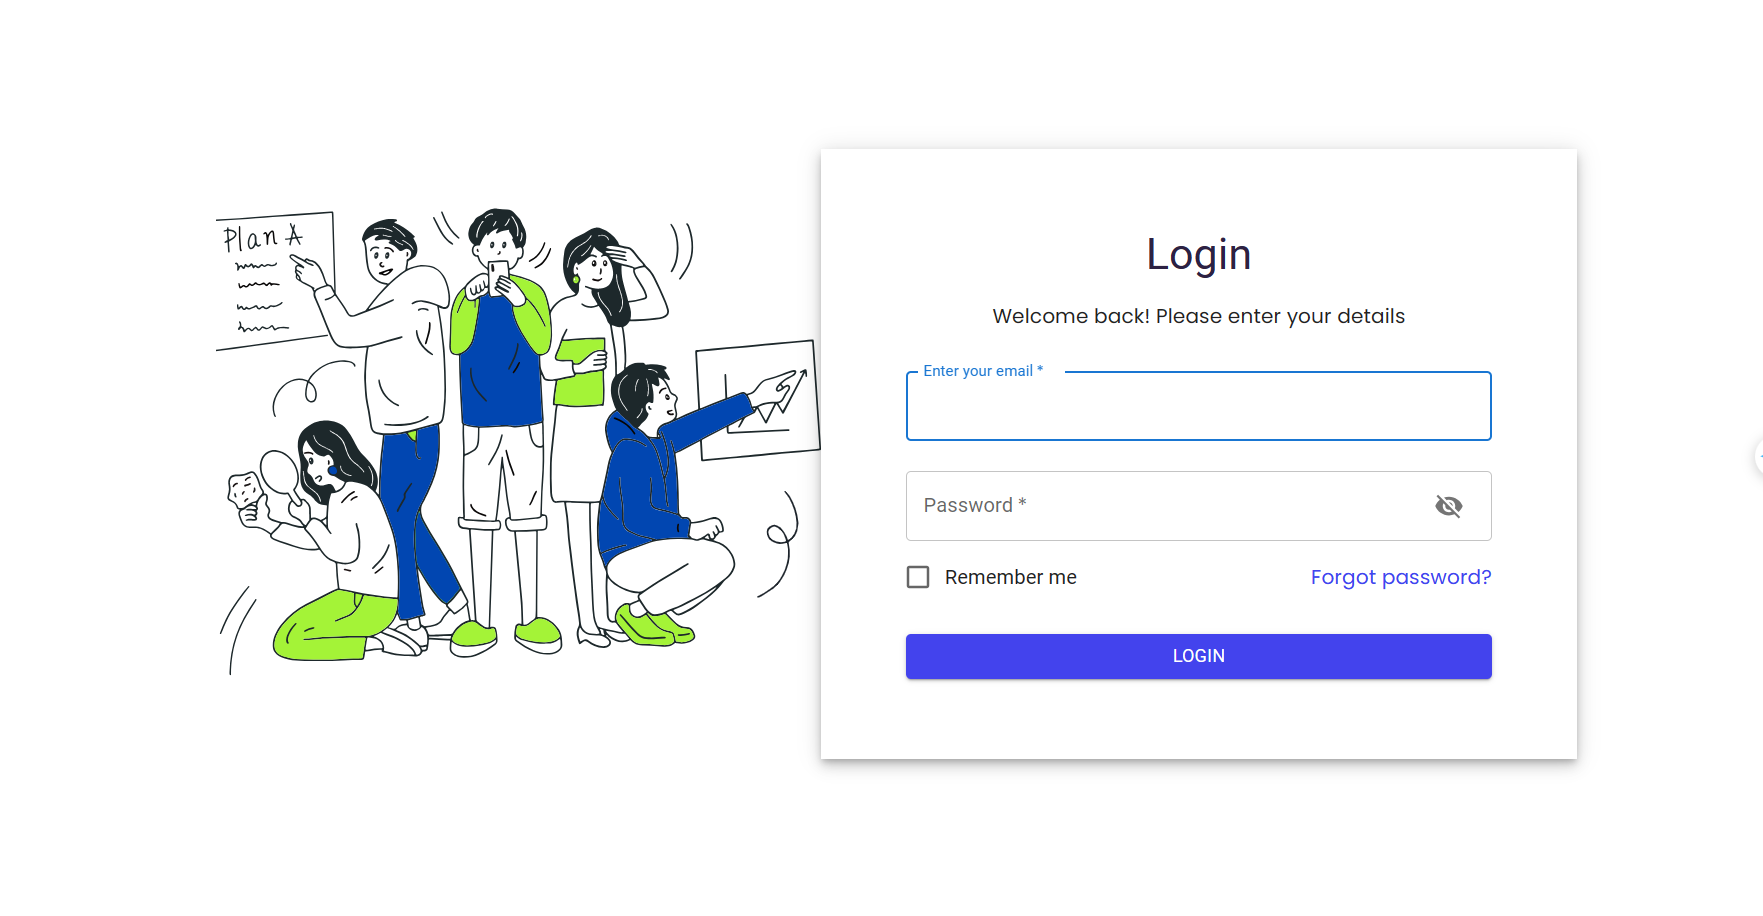 Plan A
Login
Welcome back! Please enter your details
Enter your email *
Password *
Remember me
Forgot password?
LOGIN